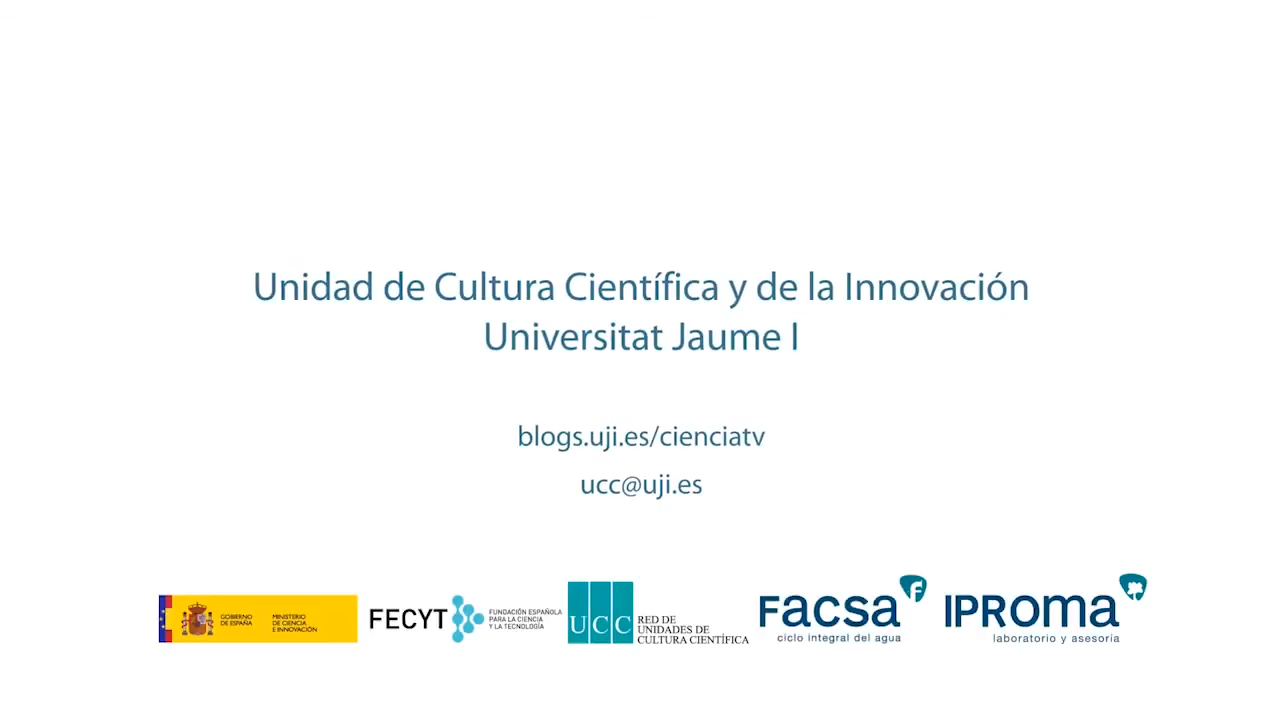 Unidad de Cultura Científica y de la Innovación
Universitat Jaume I
blogs.uji.es/cienciatv
ucc@uji.es
GOBIERNO
DE ESPAÑA
MINISTERIO
DE CIENCIA
E INNOVACIÓN
FECYT
FUNDACIÓN ESPAÑOLA
PARA LA CIENCIA
Y LA TECNOLOGÍA
UCC
RED DE
UNIDADES DE
CULTURA CIENTÍFICA
FACSA
ciclo integral del agua
IPROMA
laboratorio y asesoría